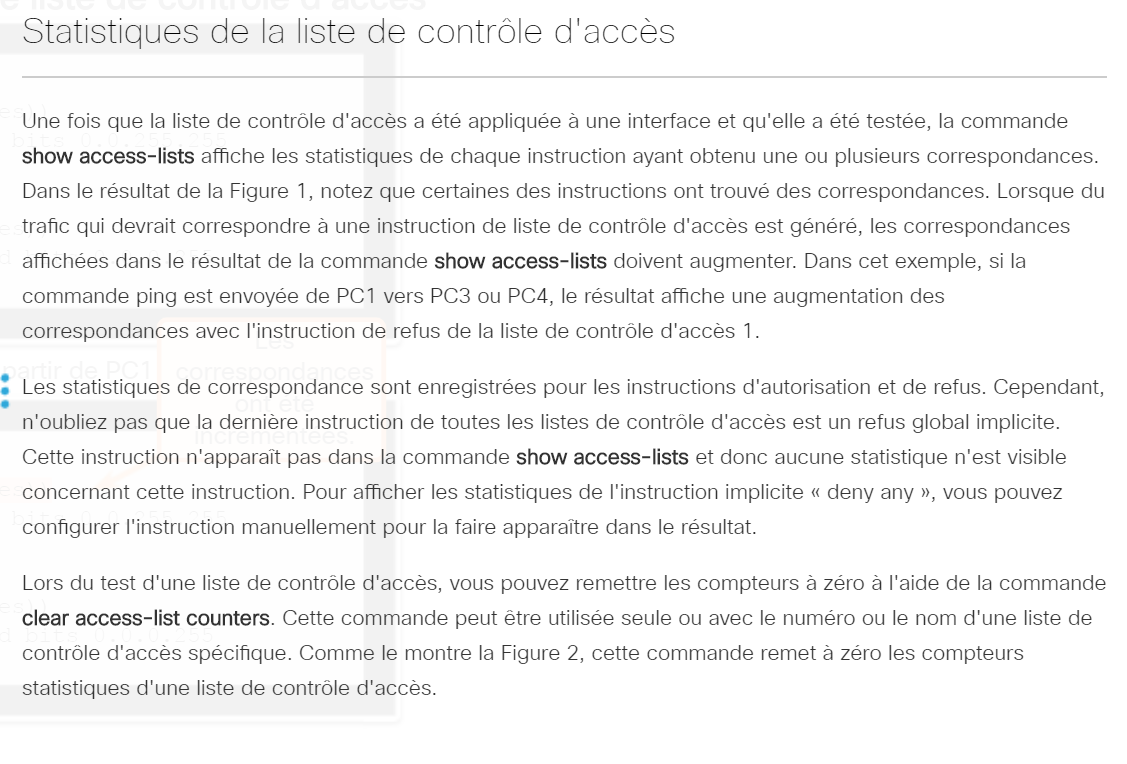 Statistiques de la liste de contrôle d'accès
Une fois que la liste de contrôle d'accès a été appliquée à une interface et qu'elle a été testée, la commande
show access-lists affiche les statistiques de chaque instruction ayant obtenu une ou plusieurs correspondances.
Dans le résultat de la Figure 1, notez que certaines des instructions ont trouvé des correspondances. Lorsque du
trafic qui devrait correspondre à une instruction de liste de contrôle d'accès est généré, les correspondances
affichées dans le résultat de la commande show access-lists doivent augmenter. Dans cet exemple, si la
commande ping est envoyée de PC1 vers PC3 ou PC4, le résultat affiche une augmentation des
correspondances avec l'instruction de refus de la liste de contrôle d'accès 1.
Les statistiques de correspondance sont enregistrées pour les instructions d'autorisation et de refus. Cependant,
n'oubliez pas que la dernière instruction de toutes les listes de contrôle d'accès est un refus global implicite.
Cette instruction n'apparaît pas dans la commande show access-lists et donc aucune statistique n'est visible
concernant cette instruction. Pour afficher les statistiques de l'instruction implicite « deny any », vous pouvez
configurer l'instruction manuellement pour la faire apparaître dans le résultat.
Lors du test d'une liste de contrôle d'accès, vous pouvez remettre les compteurs à zéro à l'aide de la commande
clear access-list counters. Cette commande peut être utilisée seule ou avec le numéro ou le nom d'une liste de
contrôle d'accès spécifique. Comme le montre la Figure 2, cette commande remet à zéro les compteurs
statistiques d'une liste de contrôle d'accès.